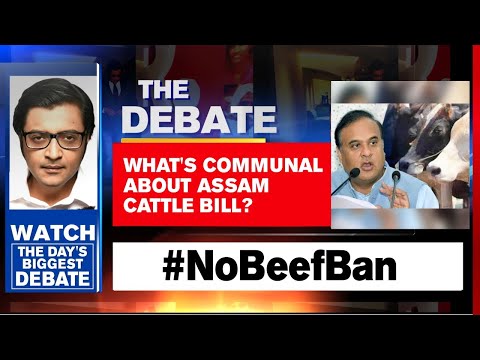 THE
DEBATE
WHAT'S COMMUNAL
ABOUT ASSAM
CATTLE BILL?
WATCH
THE DAY'S
BIGGEST
DEBATE
#NoBeefBan